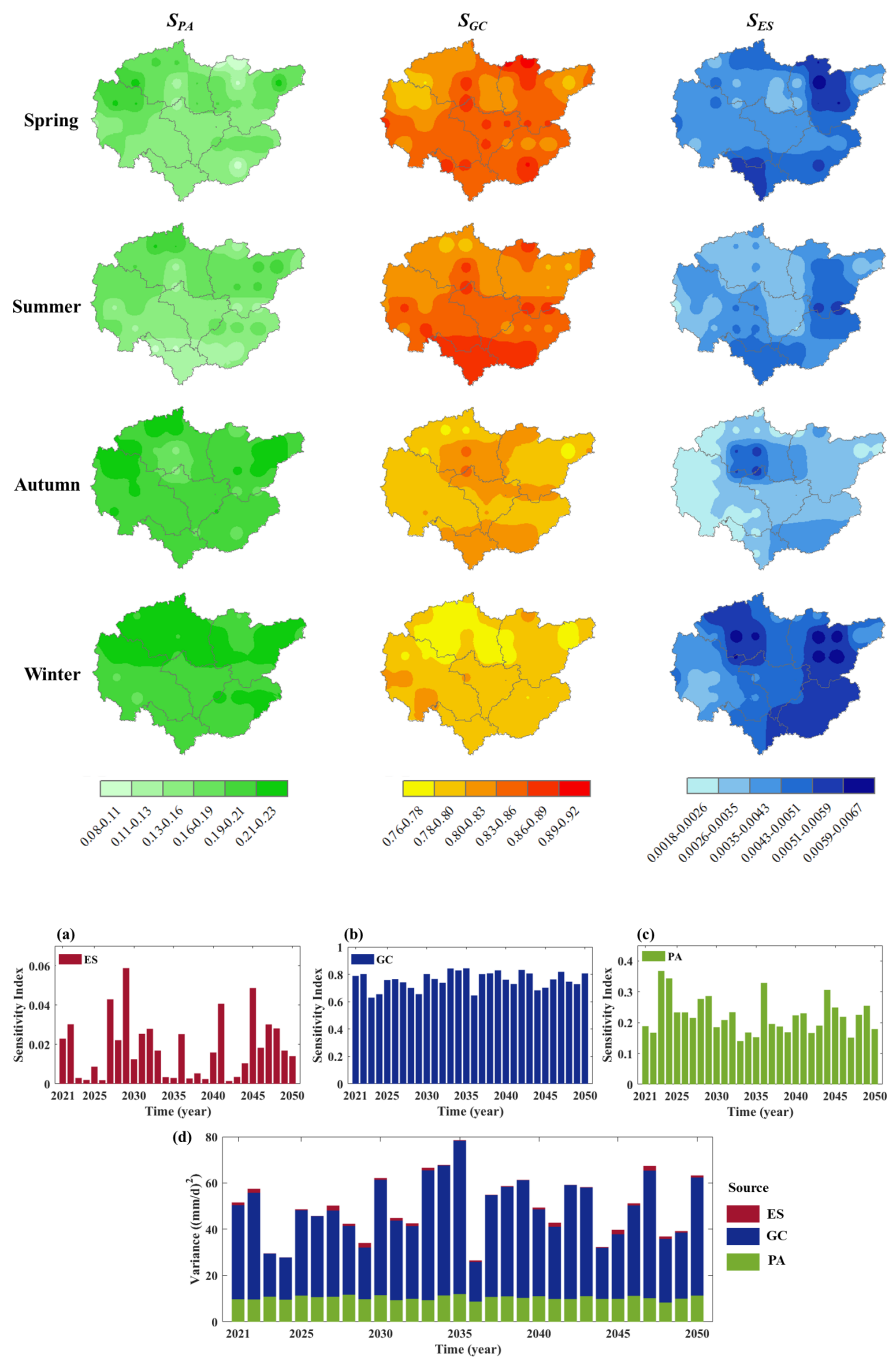 S_PA S_GC S_ES
Spring
Summer
Autumn
Winter
0.08-0.11 0.11-0.13 0.13-0.16 0.16-0.19 0.19-0.21 0.21-0.23
0.76-0.78 0.78-0.80 0.80-0.83 0.83-0.86 0.86-0.89 0.89-0.92
0.0018-0.0026 0.0026-0.0035 0.0035-0.0043 0.0043-0.0051 0.0051-0.0059 0.0059-0.0067
(a)
ES
Sensitivity Index
0.06
0.04
0.02
0
2021 2025 2030 2035 2040 2045 2050
Time (year)
(b)
GC
Sensitivity Index
1
0.8
0.6
0.4
0.2
0
2021 2025 2030 2035 2040 2045 2050
Time (year)
(c)
PA
Sensitivity Index
0.4
0.3
0.2
0.1
0
2021 2025 2030 2035 2040 2045 2050
Time (year)
(d)
Variance ((mm/d)²)
80
60
40
20
0
2021 2025 2030 2035 2040 2045 2050
Time (year)
Source
ES
GC
PA